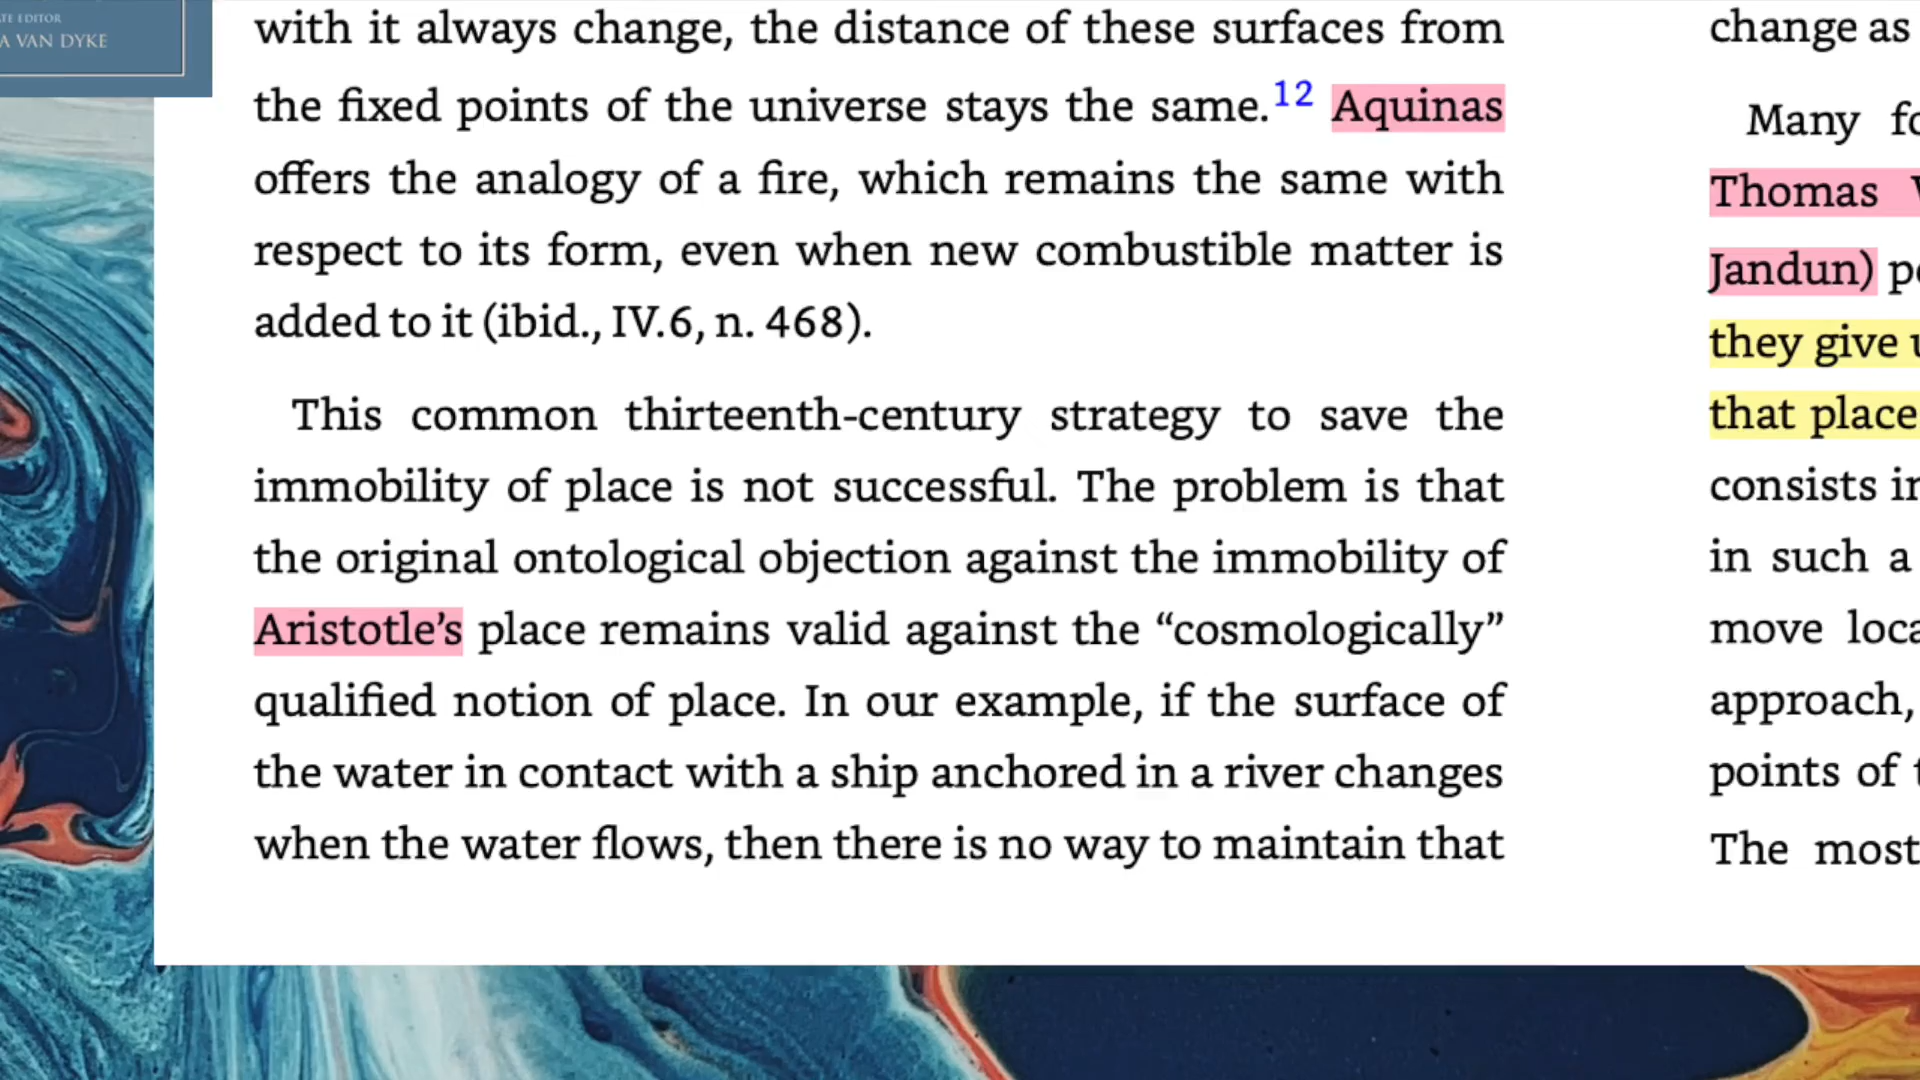 A VAN DYKE
with it always change, the distance of these surfaces from
the fixed points of the universe stays the same.12 Aquinas
offers the analogy of a fire, which remains the same with
respect to its form, even when new combustible matter is
added to it (ibid., IV.6, n. 468).
This common thirteenth-century strategy to save the
immobility of place is not successful. The problem is that
the original ontological objection against the immobility of
Aristotle’s place remains valid against the “cosmologically”
qualified notion of place. In our example, if the surface of
the water in contact with a ship anchored in a river changes
when the water flows, then there is no way to maintain that
change as
Many
Thomas
Jandun)
they give
that place
consists
in such a
move
approach,
points of
The most